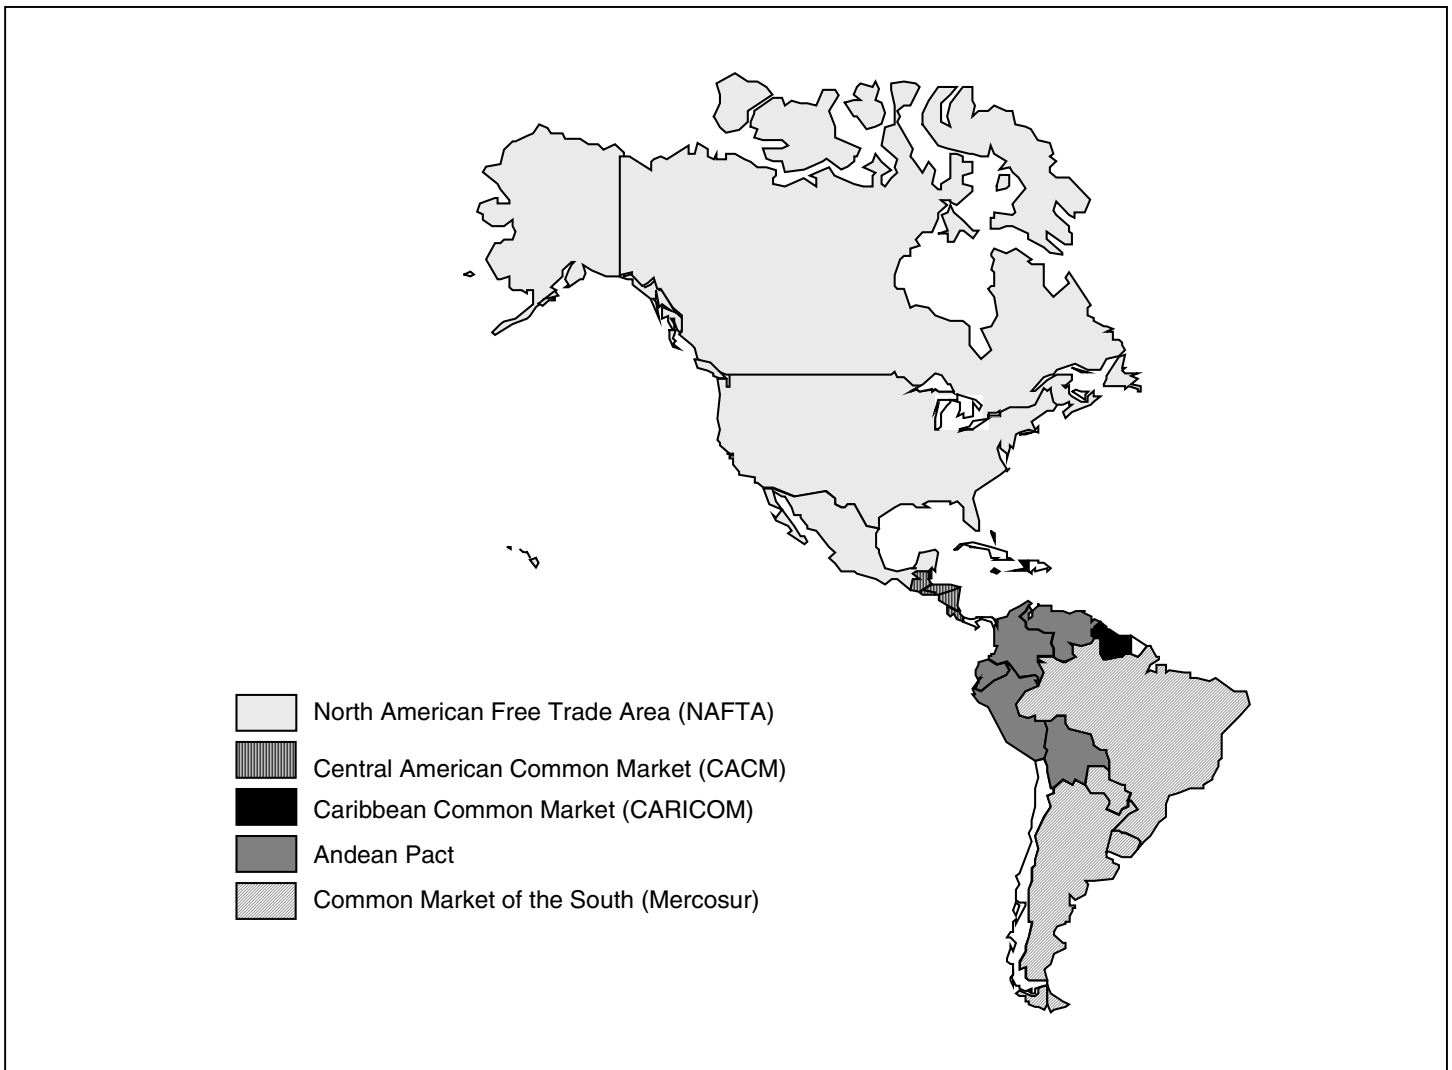 North American Free Trade Area (NAFTA)
Central American Common Market (CACM)
Caribbean Common Market (CARICOM)
Andean Pact
Common Market of the South (Mercosur)